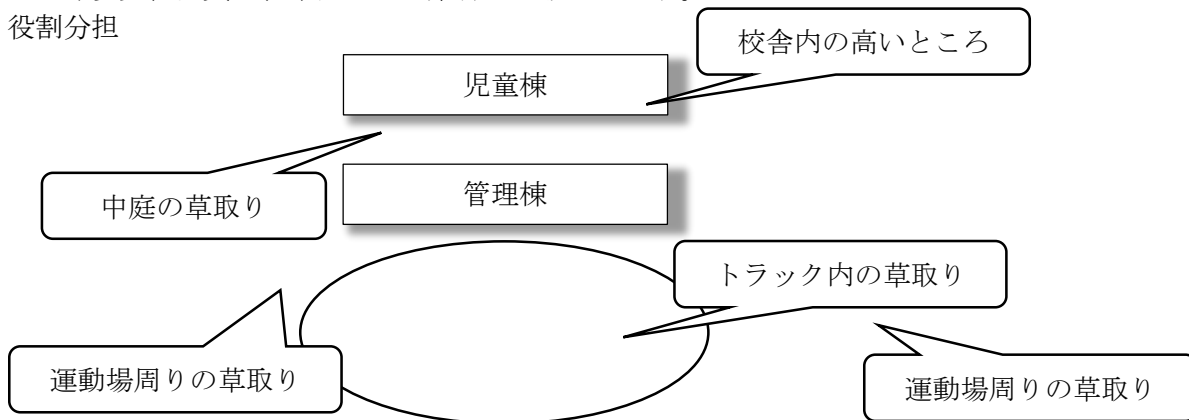 役割分担
校舎内の高いところ
児童棟
中庭の草取り
管理棟
トラック内の草取り
運動場周りの草取り
運動場周りの草取り